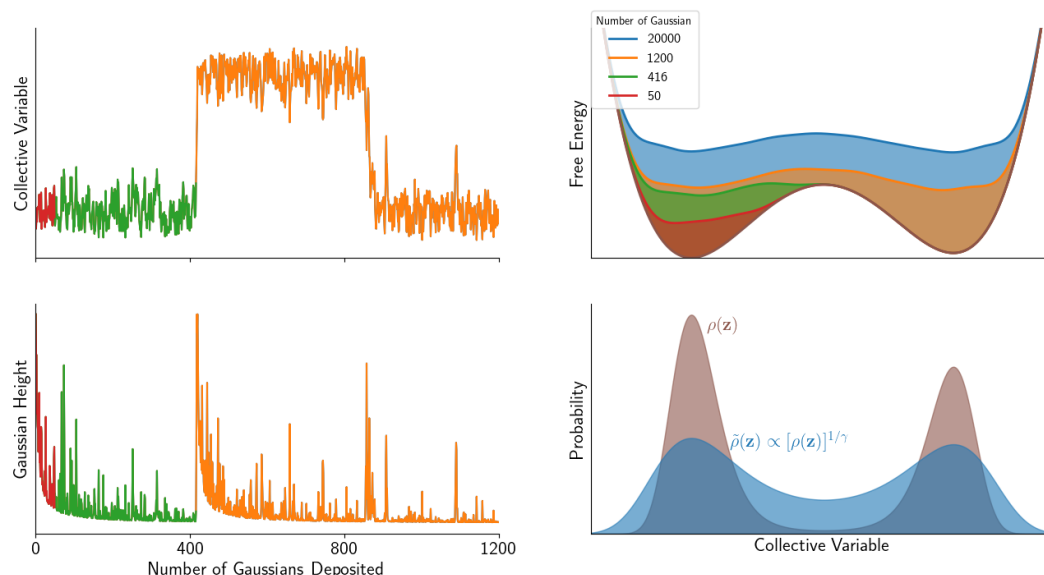 Collective Variable
Number of Gaussian
20000
1200
416
50
Free Energy
Gaussian Height
0
400
800
1200
Number of Gaussians Deposited
Probability
ρ(𝐳)
ρ̃(𝐳) ∝ [ρ(𝐳)]^{1/γ}
Collective Variable